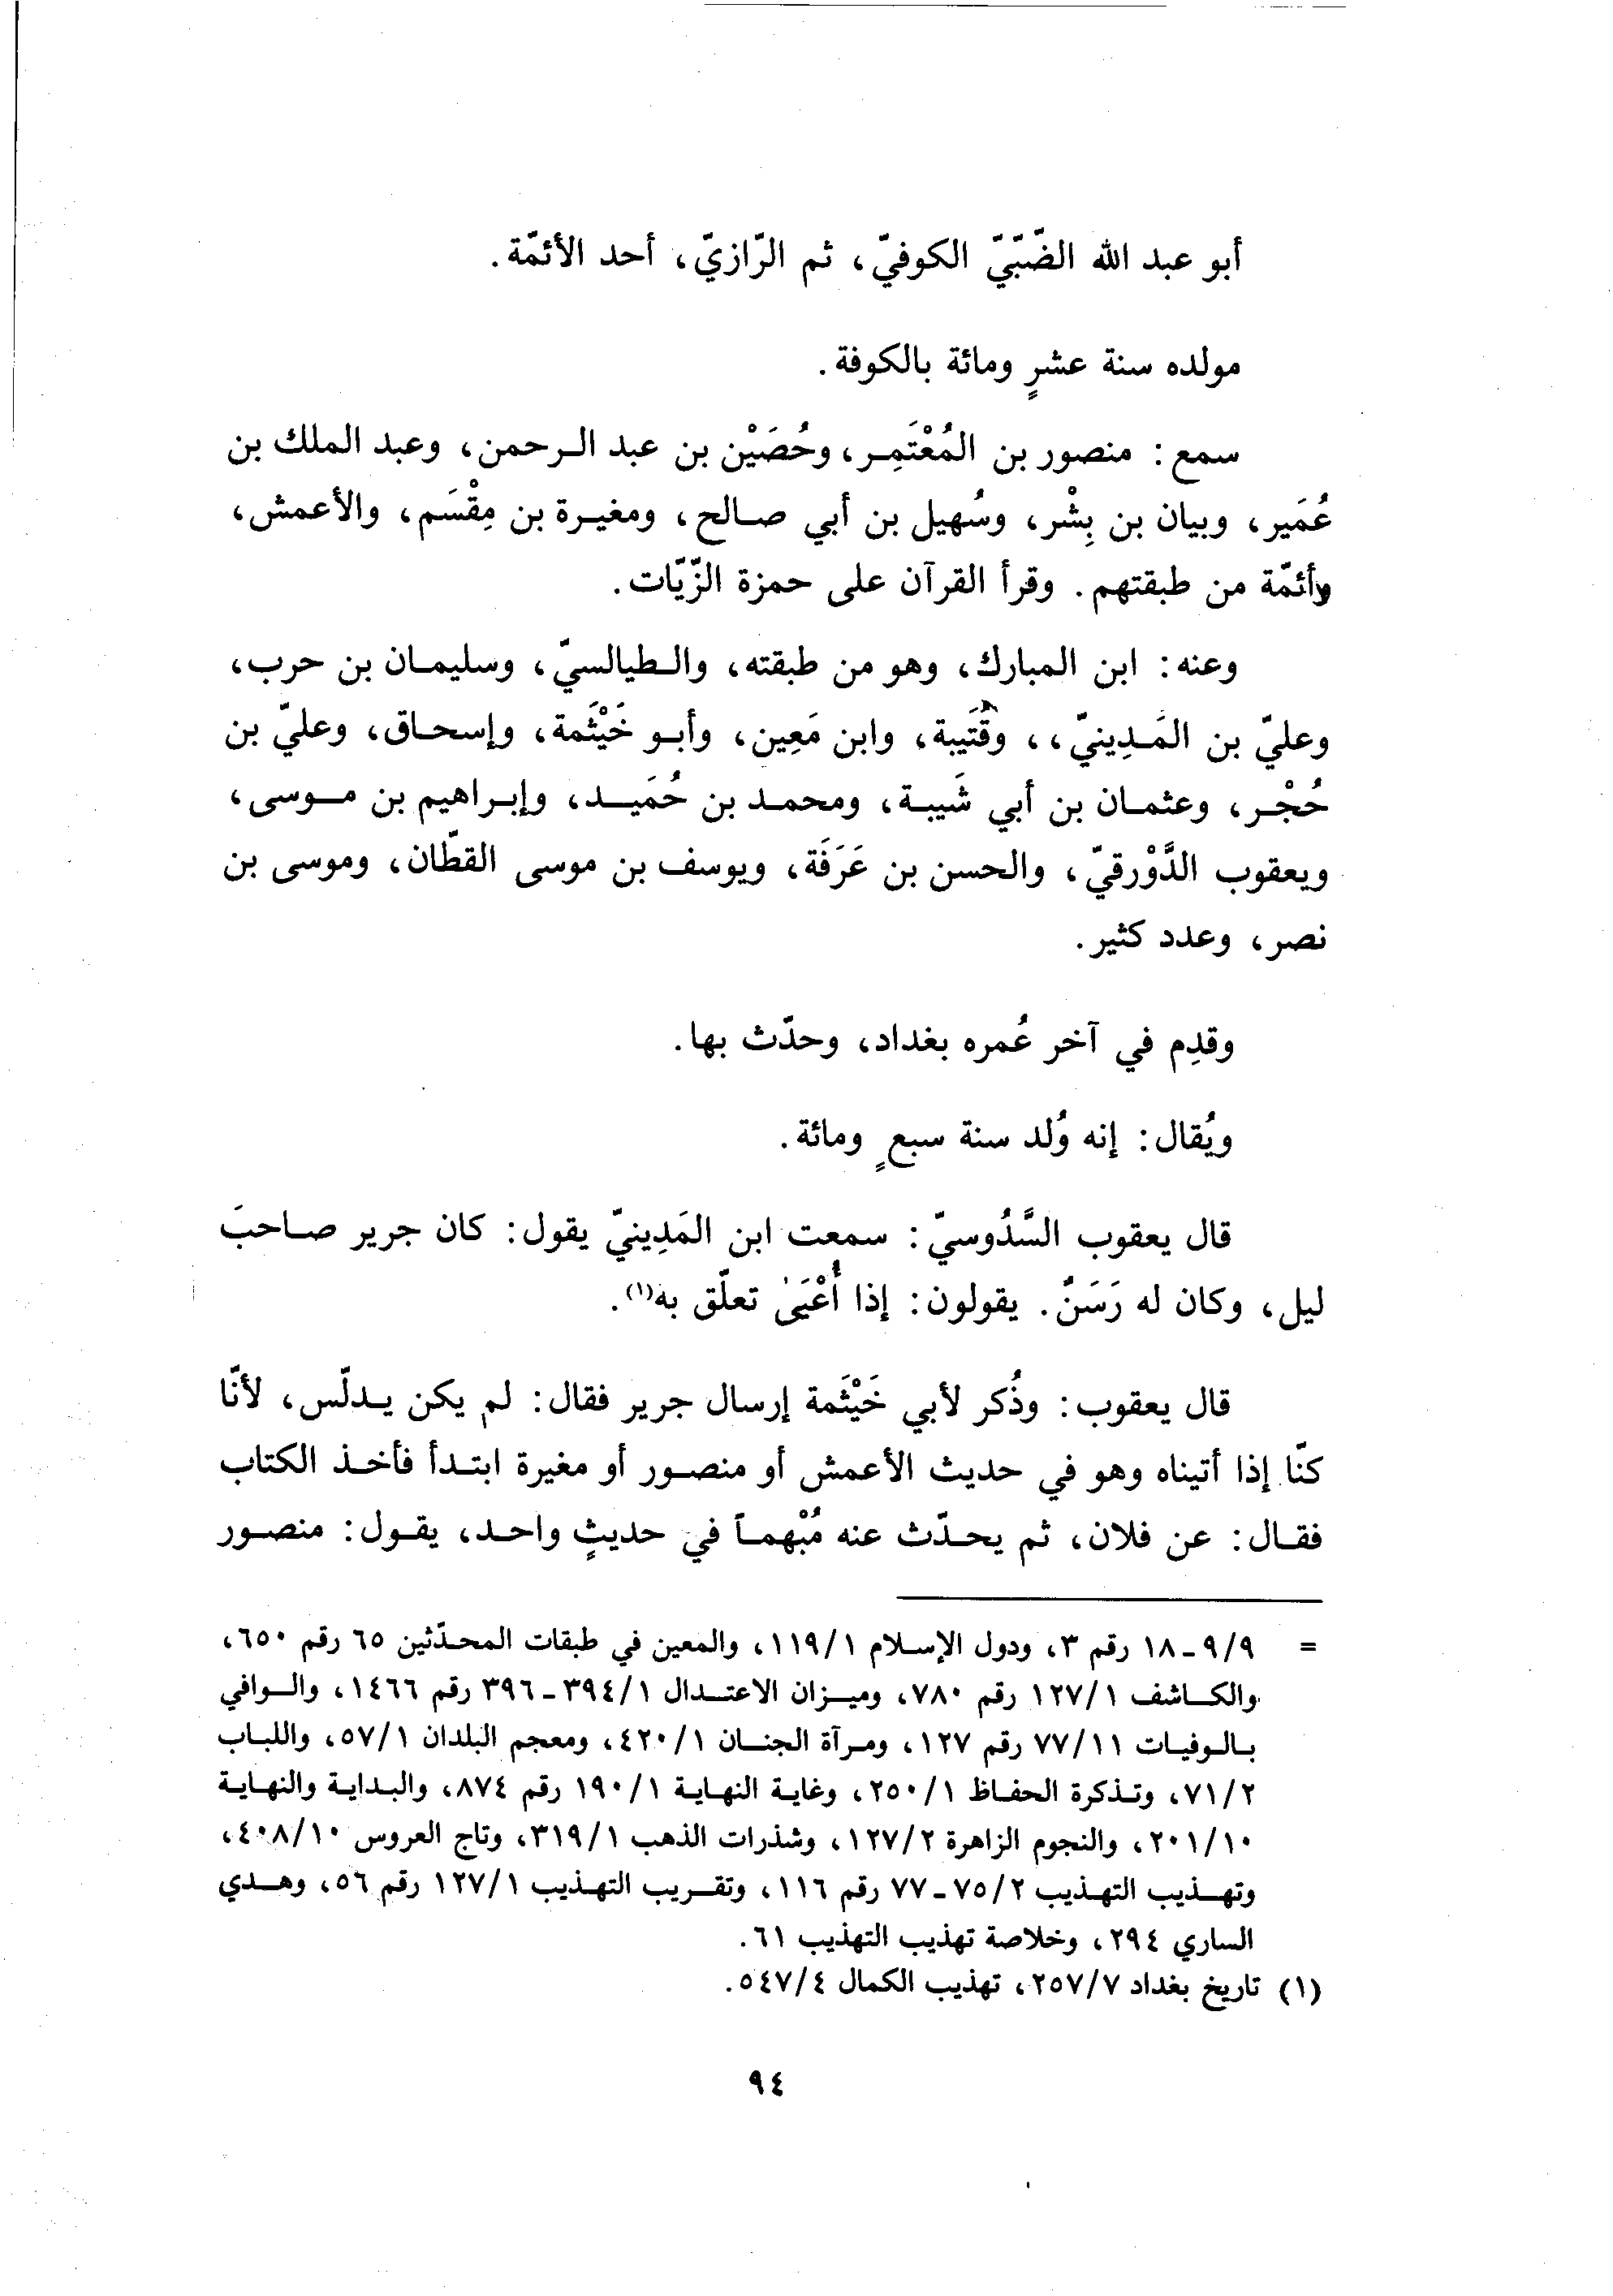 أبو عبد الله الضَّبّيّ الكوفيّ، ثم الرّازيّ، أحد الأئمّة.
مولده سنة عشرٍ ومائة بالكوفة.
سمع: منصور بن المُعْتَمِر، وحُصَيْن بن عبد الرحمن، وعبد الملك بن
عُمَير، وبيان بن بِشْر، وسُهيل بن أبي صالح، ومغيرة بن مِقْسَم، والأعمش،
وأئمّة من طبقتهم. وقرأ القرآن على حمزة الزّيّات.
وعنه: ابن المبارك، وهو من طبقته، والطيالسيّ، وسليمان بن حرب،
وعليّ بن المَدِينيّ،، وقُتَيبة، وابن مَعِين، وأبو خَيْثَمة، وإسحاق، وعليّ بن
حُجْر، وعثمان بن أبي شَيبة، ومحمد بن حُمَيد، وإبراهيم بن موسى،
ويعقوب الدَّوْرقيّ، والحسن بن عَرَفَة، ويوسف بن موسى القطّان، وموسى بن
نصر، وعدد كثير.
وقدِم في آخر عُمره بغداد، وحدّث بها.
ويُقال: إنه وُلد سنة سبعٍ ومائة.
قال يعقوب السَّدُوسيّ: سمعت ابن المَدِينيّ يقول: كان جرير صاحبَ
ليل، وكان له رَسَنٌ. يقولون: إذا أُعْيَىٰ تعلّق به(١).
قال يعقوب: وذُكر لأبي خَيْثَمة إرسال جرير فقال: لم يكن يدلّس، لأنّا
كنّا إذا أتيناه وهو في حديث الأعمش أو منصور أو مغيرة ابتدأ فأخذ الكتاب
فقال: عن فلان، ثم يحدّث عنه مُبْهماً في حديثٍ واحد، يقول: منصور
= ٩/٩ - ١٨ رقم ٣، ودول الإسلام ١١٩/١، والمعين في طبقات المحدّثين ٦٥ رقم ٦٥٠،
والكاشف ١٢٧/١ رقم ٧٨٠، وميزان الاعتدال ٣٩٤/١ - ٣٩٦ رقم ١٤٦٦، والوافي
بالوفيات ٧٧/١١ رقم ١٢٧، ومرآة الجنان ٤٢٠/١، ومعجم البلدان ٥٧/١، واللباب
٧١/٢، وتذكرة الحفاظ ٢٥٠/١، وغاية النهاية ١٩٠/١ رقم ٨٧٤، والبداية والنهاية
٢٠١/١٠، والنجوم الزاهرة ١٢٧/٢، وشذرات الذهب ٣١٩/١، وتاج العروس ٤٠٨/١٠،
وتهذيب التهذيب ٧٥/٢ - ٧٧ رقم ١١٦، وتقريب التهذيب ١٢٧/١ رقم ٥٦، وهدي
الساري ٢٩٤، وخلاصة تهذيب التهذيب ٦١.
(١) تاريخ بغداد ٢٥٧/٧، تهذيب الكمال ٥٤٧/٤.
٩٤